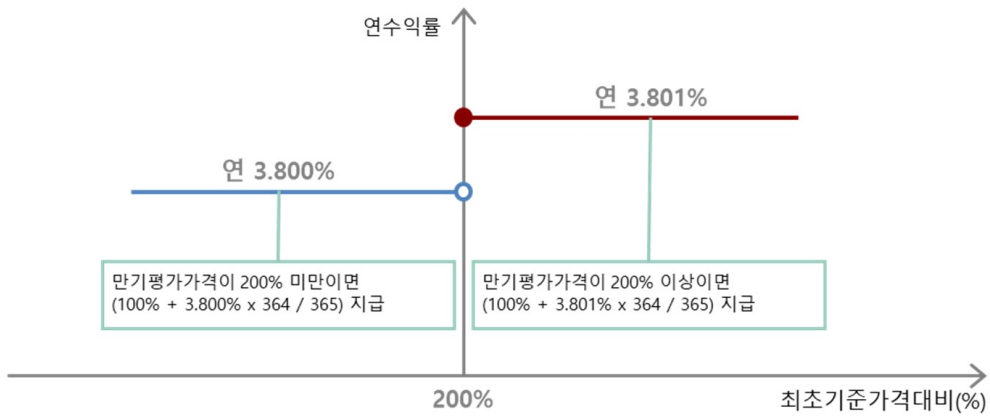 연수익률
연 3.801%
연 3.800%
만기평가가격이 200% 미만이면
(100% + 3.800% x 364 / 365) 지급
만기평가가격이 200% 이상이면
(100% + 3.801% x 364 / 365) 지급
200%
최초기준가격대비(%)